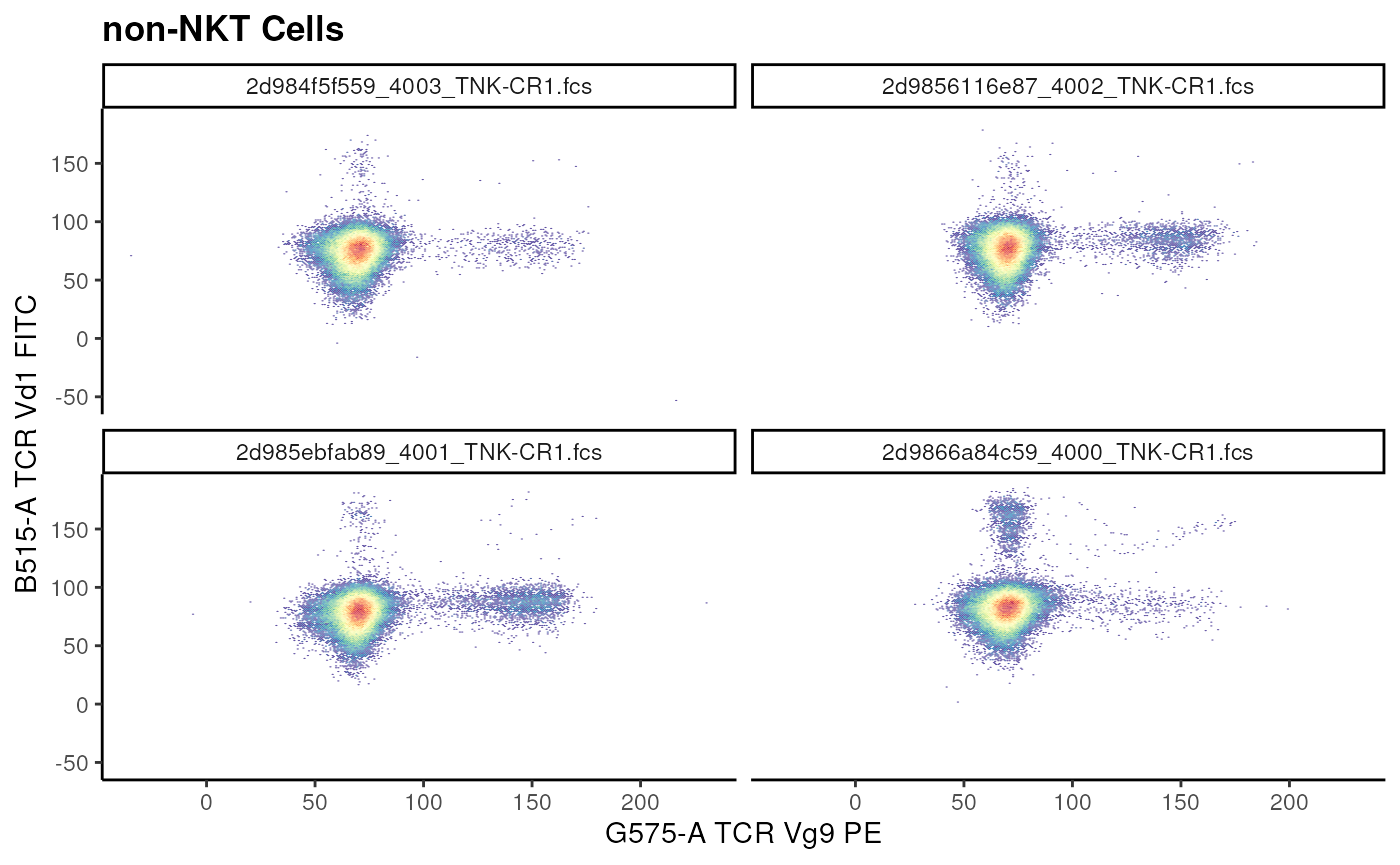 non-NKT Cells
2d984f5f559_4003_TNK-CR1.fcs
2d9856116e87_4002_TNK-CR1.fcs
150
100
50
0
-50
2d985ebfab89_4001_TNK-CR1.fcs
2d9866a84c59_4000_TNK-CR1.fcs
150
100
50
0
-50
B515-A TCR Vd1 FITC
0 50 100 150 200
0 50 100 150 200
G575-A TCR Vg9 PE